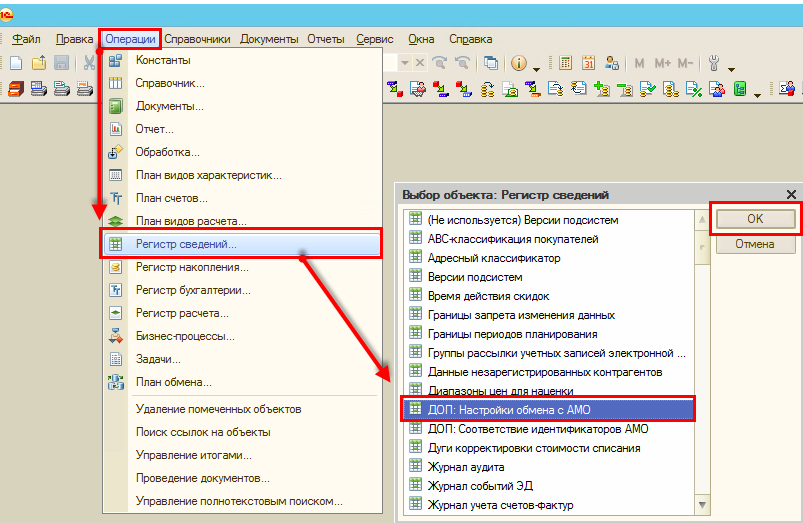 1С
Файл Правка Операции Справочники Документы Отчеты Сервис Окна Справка
M M+ M-
Константы
Справочник...
Документы...
Отчет...
Обработка...
План видов характеристик...
План счетов...
План видов расчета...
Регистр сведений...
Регистр накопления...
Регистр бухгалтерии...
Регистр расчета...
Бизнес-процессы...
Задачи...
План обмена...
Удаление помеченных объектов
Поиск ссылок на объекты
Управление итогами...
Проведение документов...
Управление полнотекстовым поиском...
Выбор объекта: Регистр сведений
(Не используется) Версии подсистем
ABC-классификация покупателей
Адресный классификатор
Версии подсистем
Время действия скидок
Границы запрета изменения данных
Границы периодов планирования
Группы рассылки учетных записей электронной ...
Данные незарегистрированных контрагентов
Диапазоны цен для наценки
ДОП: Настройки обмена с АМО
ДОП: Соответствие идентификаторов АМО
Дуги корректировки стоимости списания
Журнал аудита
Журнал событий ЭД
Журнал учета счетов-фактур
OK
Отмена